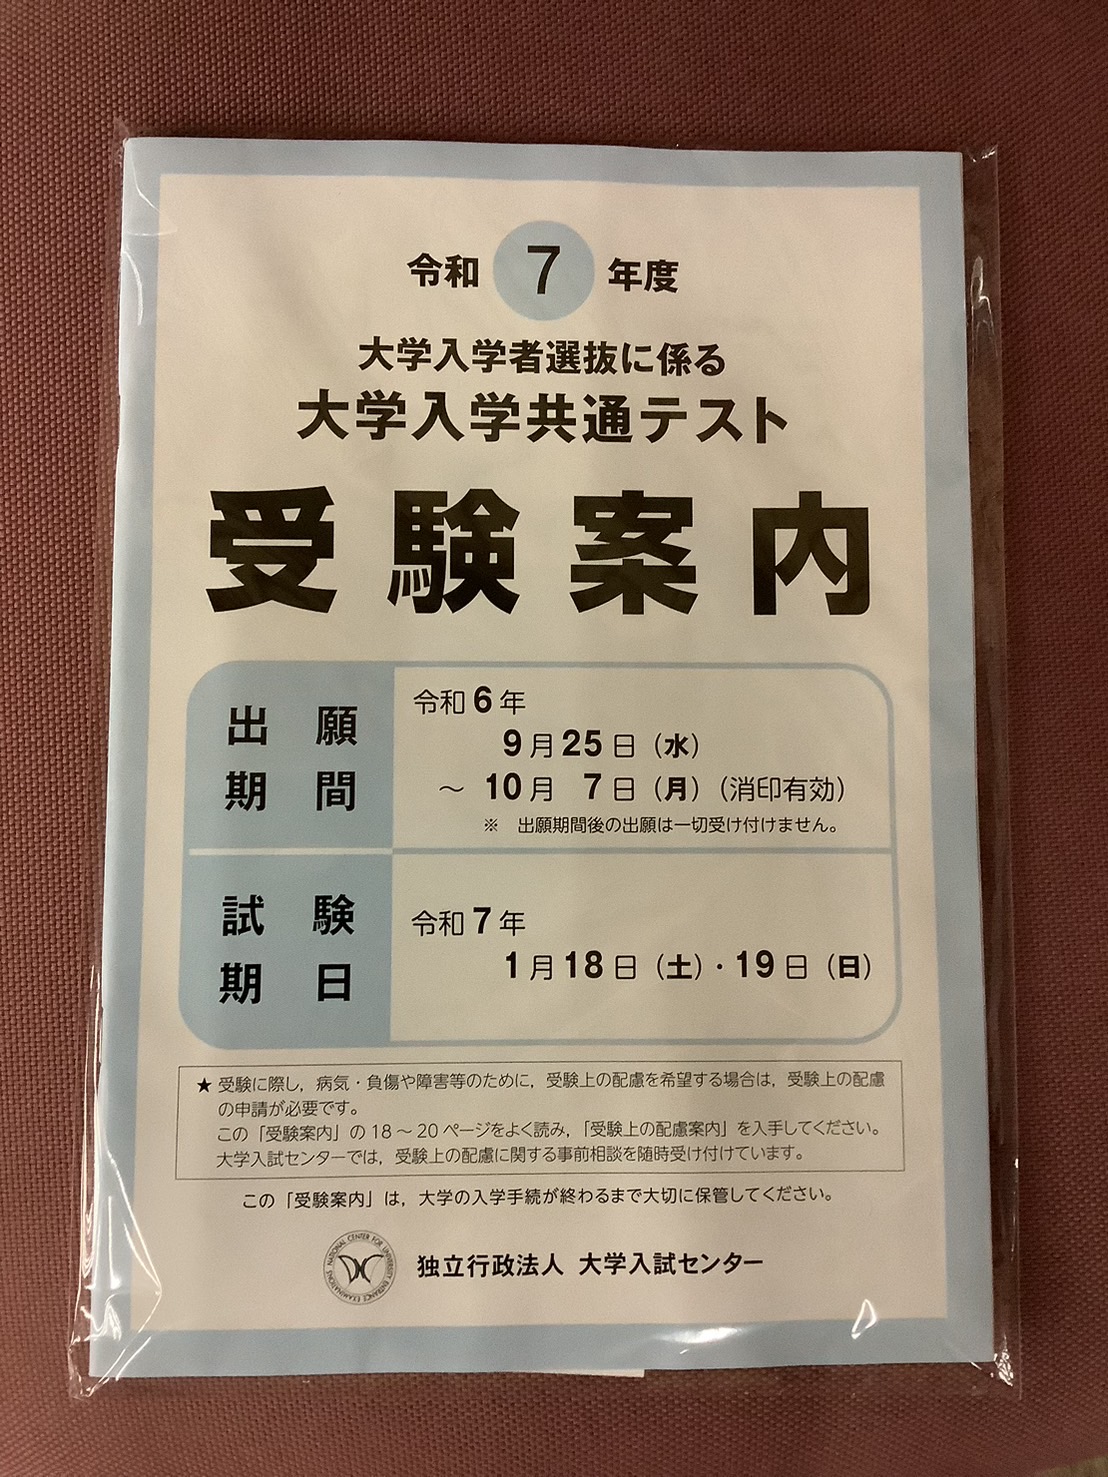 令和 7 年度
大学入学者選抜に係る
大学入学共通テスト
受験案内
出願期間
令和6年
9月25日（水）
～ 10月 7日（月）（消印有効）
※ 出願期間後の出願は一切受け付けません。
試験期日
令和7年
1月18日（土）・19日（日）
★ 受験に際し，病気・負傷や障害等のために，受験上の配慮を希望する場合は，受験上の配慮
の申請が必要です。
この「受験案内」の18～20ページをよく読み，「受験上の配慮案内」を入手してください。
大学入試センターでは，受験上の配慮に関する事前相談を随時受け付けています。
この「受験案内」は，大学の入学手続が終わるまで大切に保管してください。
NATIONAL CENTER FOR UNIVERSITY ENTRANCE EXAMINATIONS
独立行政法人 大学入試センター